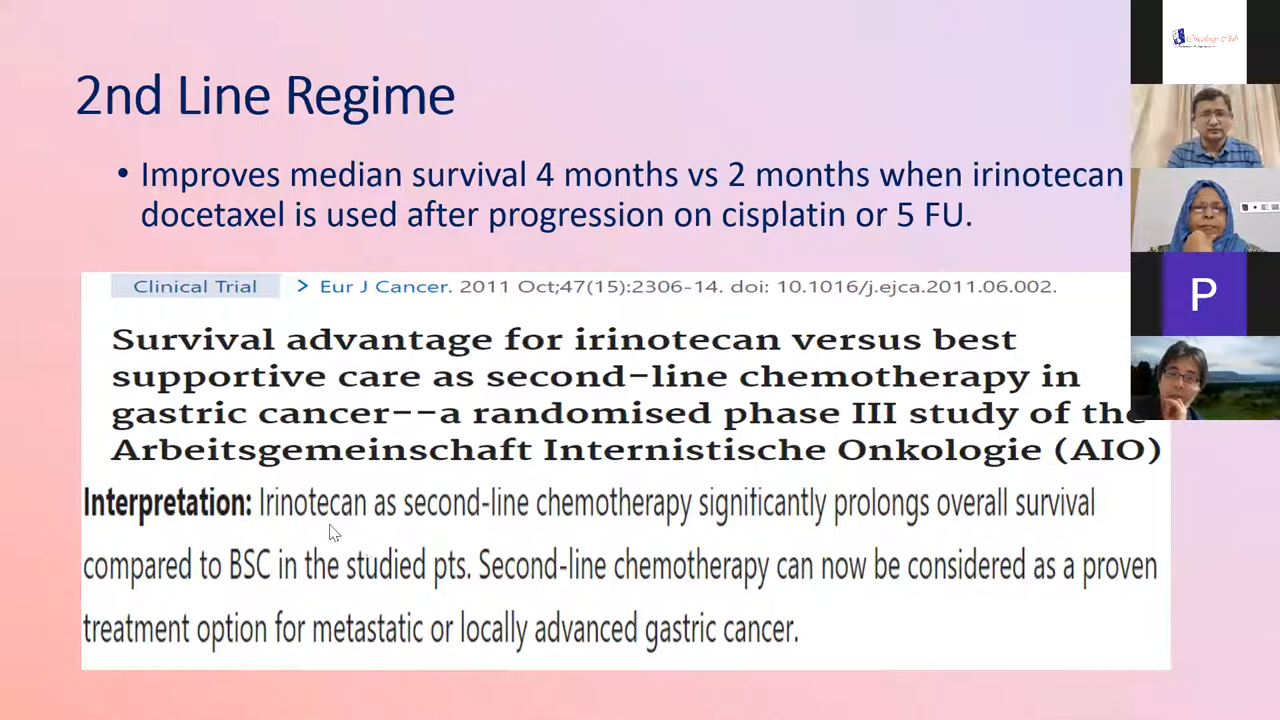 2nd Line Regime
• Improves median survival 4 months vs 2 months when irinotecan
docetaxel is used after progression on cisplatin or 5 FU.
Clinical Trial > Eur J Cancer. 2011 Oct;47(15):2306-14. doi: 10.1016/j.ejca.2011.06.002.
Survival advantage for irinotecan versus best
supportive care as second-line chemotherapy in
gastric cancer--a randomised phase III study of the
Arbeitsgemeinschaft Internistische Onkologie (AIO)
Interpretation: Irinotecan as second-line chemotherapy significantly prolongs overall survival
compared to BSC in the studied pts. Second-line chemotherapy can now be considered as a proven
treatment option for metastatic or locally advanced gastric cancer.
Oncology Club
P